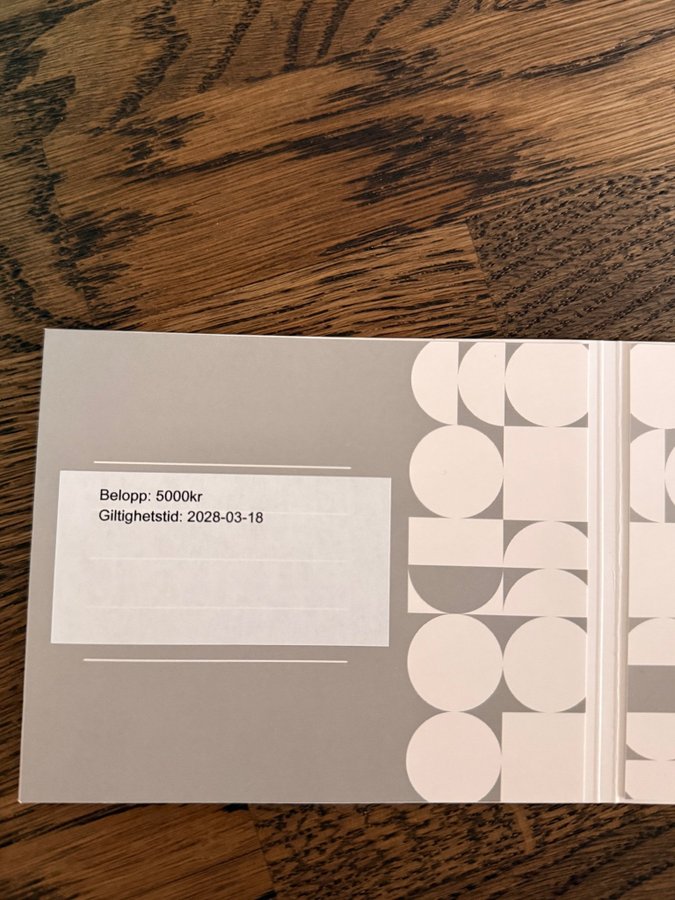 Belopp: 5000kr
Giltighetstid: 2028-03-18